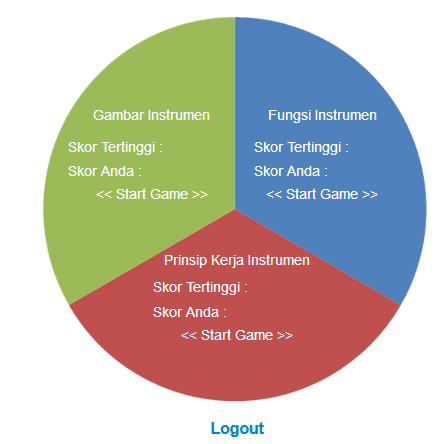 Gambar Instrumen
Skor Tertinggi :
Skor Anda :
<< Start Game >>
Fungsi Instrumen
Skor Tertinggi :
Skor Anda :
<< Start Game >>
Prinsip Kerja Instrumen
Skor Tertinggi :
Skor Anda :
<< Start Game >>
Logout